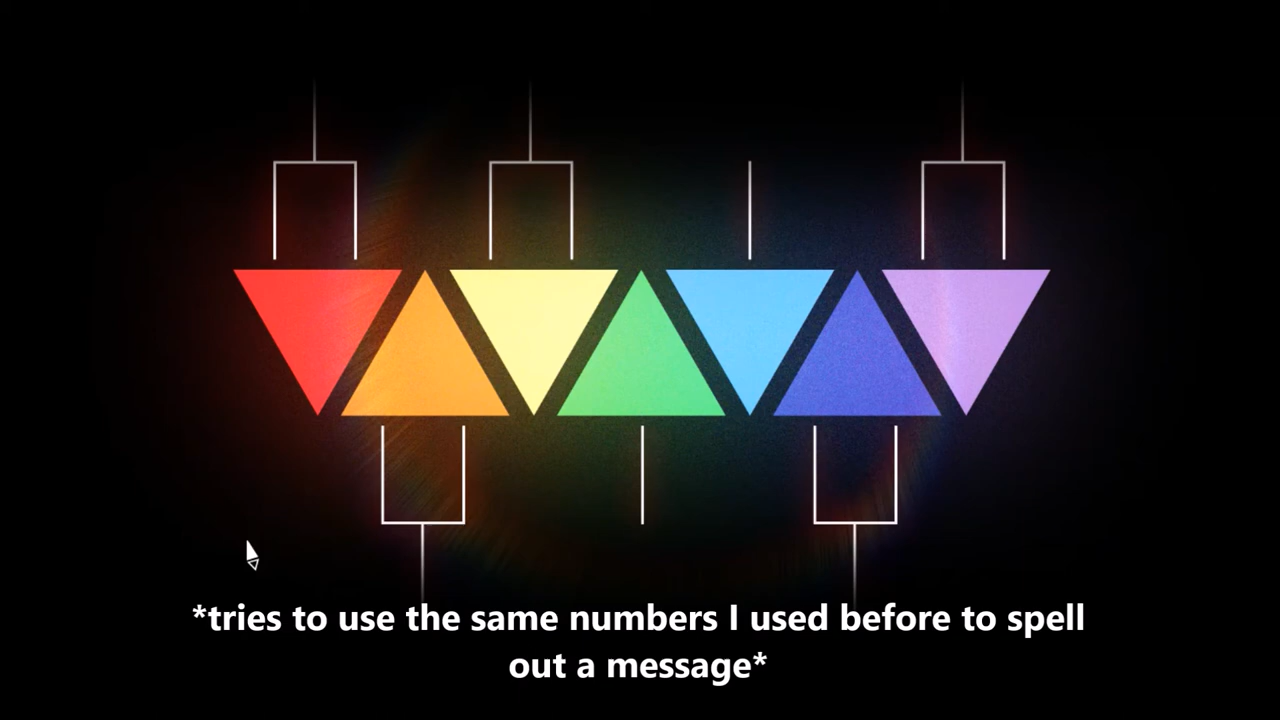 *tries to use the same numbers I used before to spell
out a message*